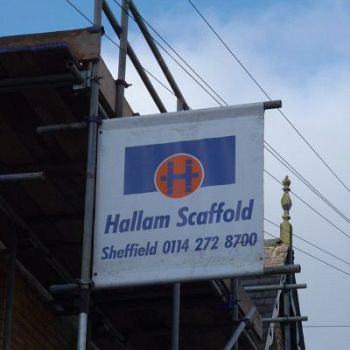 H
Hallam Scaffold
Sheffield 0114 272 8700